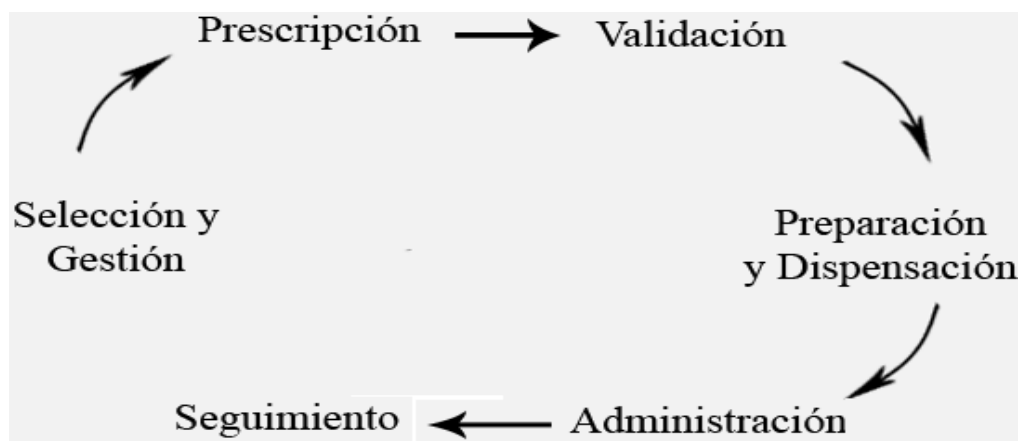 Prescripción
Validación
Selección y
Gestión
Preparación
y Dispensación
Seguimiento
Administración